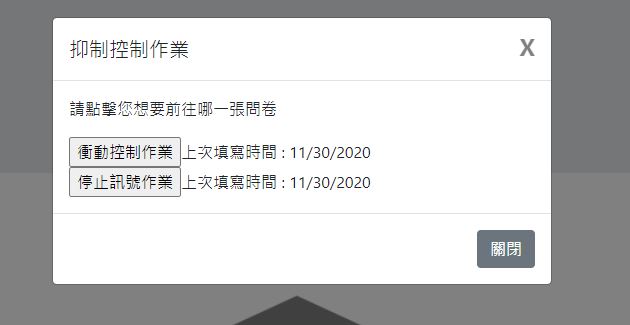 抑制控制作業 X
請點擊您想要前往哪一張問卷
衝動控制作業 上次填寫時間 : 11/30/2020
停止訊號作業 上次填寫時間 : 11/30/2020
關閉